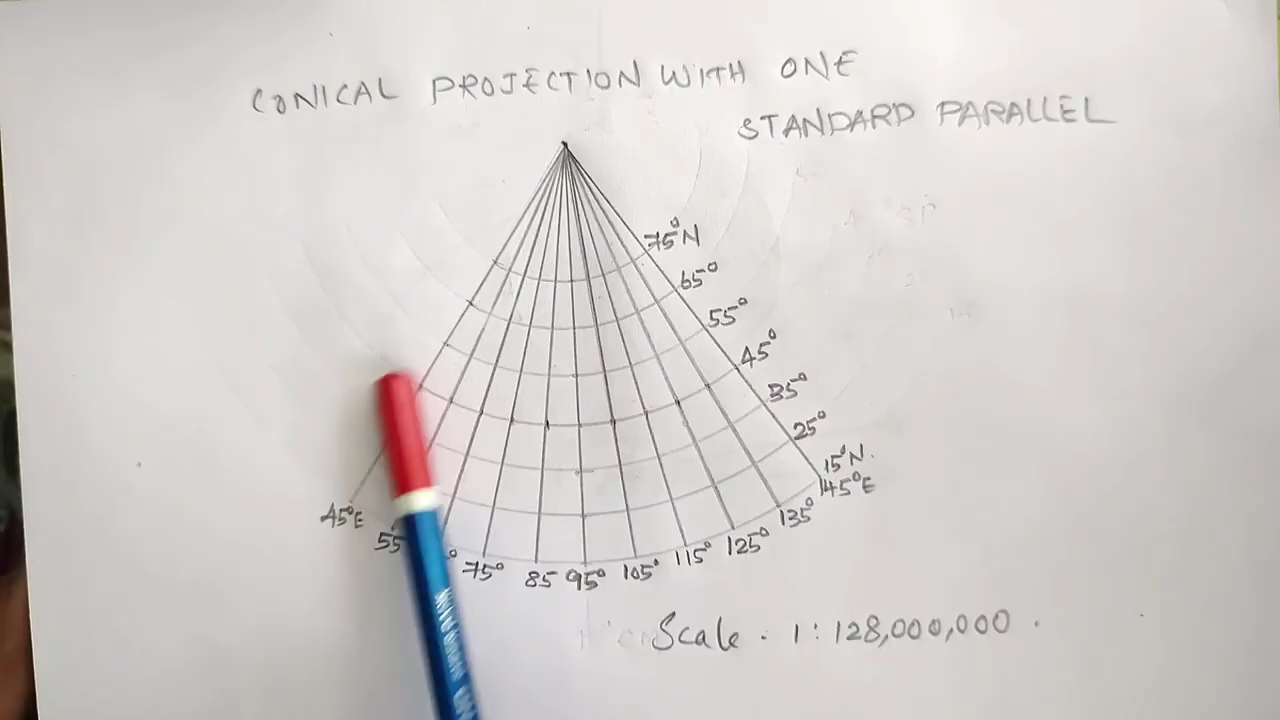 CONICAL PROJECTION WITH ONE
STANDARD PARALLEL
75°N
65°
55°
45°
35°
25°
15°N.
145°E
135°
125°
115°
105°
95°
85
75°
55
45°E
Scale . 1 : 128,000,000 .